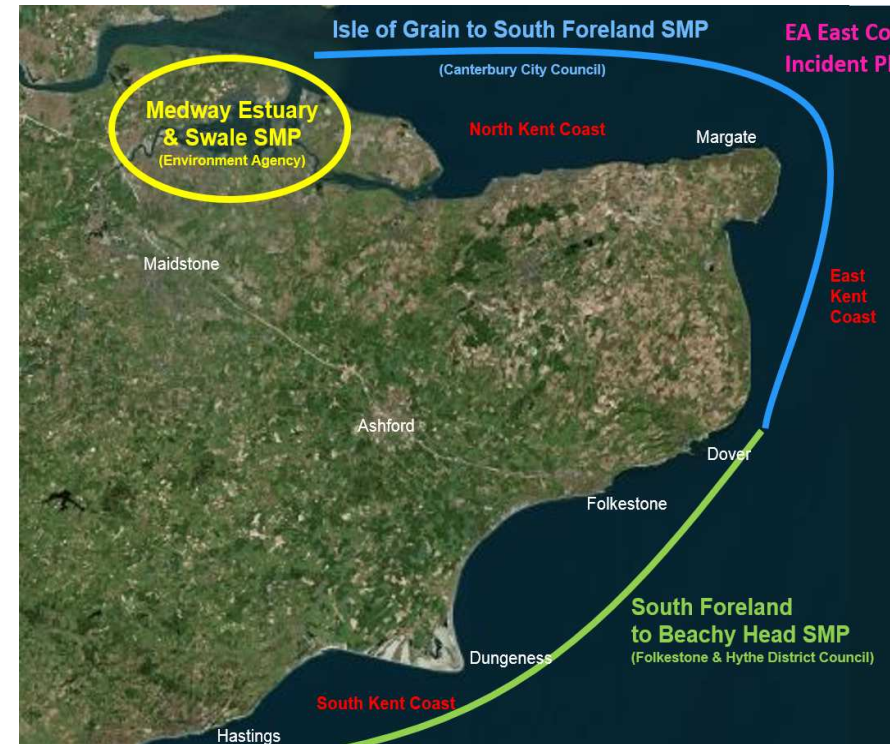 Isle of Grain to South Foreland SMP
(Canterbury City Council)
EA East Co
Incident
Medway Estuary
& Swale SMP
(Environment Agency)
North Kent Coast
Margate
Maidstone
East
Kent
Coast
Ashford
Dover
Folkestone
South Foreland
to Beachy Head SMP
(Folkestone & Hythe District Council)
Dungeness
South Kent Coast
Hastings